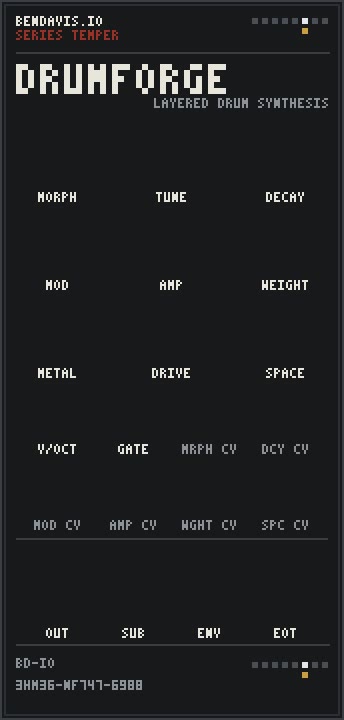 BENDAVIS.IO
SERIES TEMPER
DRUMFORGE
LAYERED DRUM SYNTHESIS
MORPH TUNE DECAY
MOD AMP WEIGHT
METAL DRIVE SPACE
V/OCT GATE MRPH CV DCY CV
MOD CV AMP CV WGHT CV SPC CV
OUT SUB ENV EOT
BD-IO
3HM36-WF747-6988